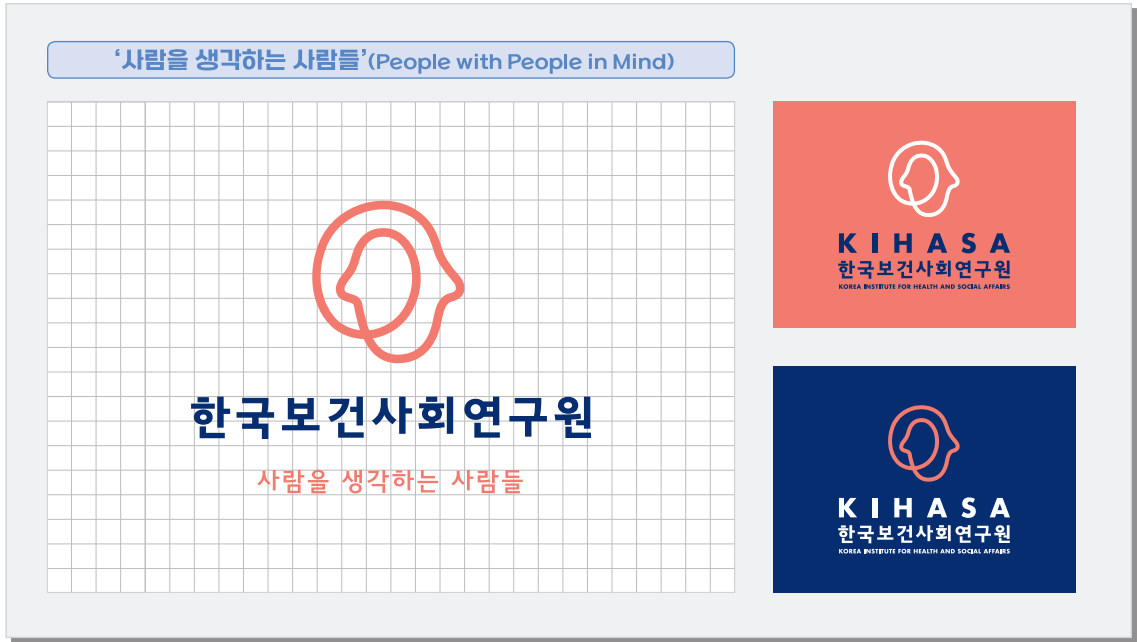 ‘사람을 생각하는 사람들’(People with People in Mind)
한국보건사회연구원
사람을 생각하는 사람들
KIHASA
한국보건사회연구원
KOREA INSTITUTE FOR HEALTH AND SOCIAL AFFAIRS
KIHASA
한국보건사회연구원
KOREA INSTITUTE FOR HEALTH AND SOCIAL AFFAIRS